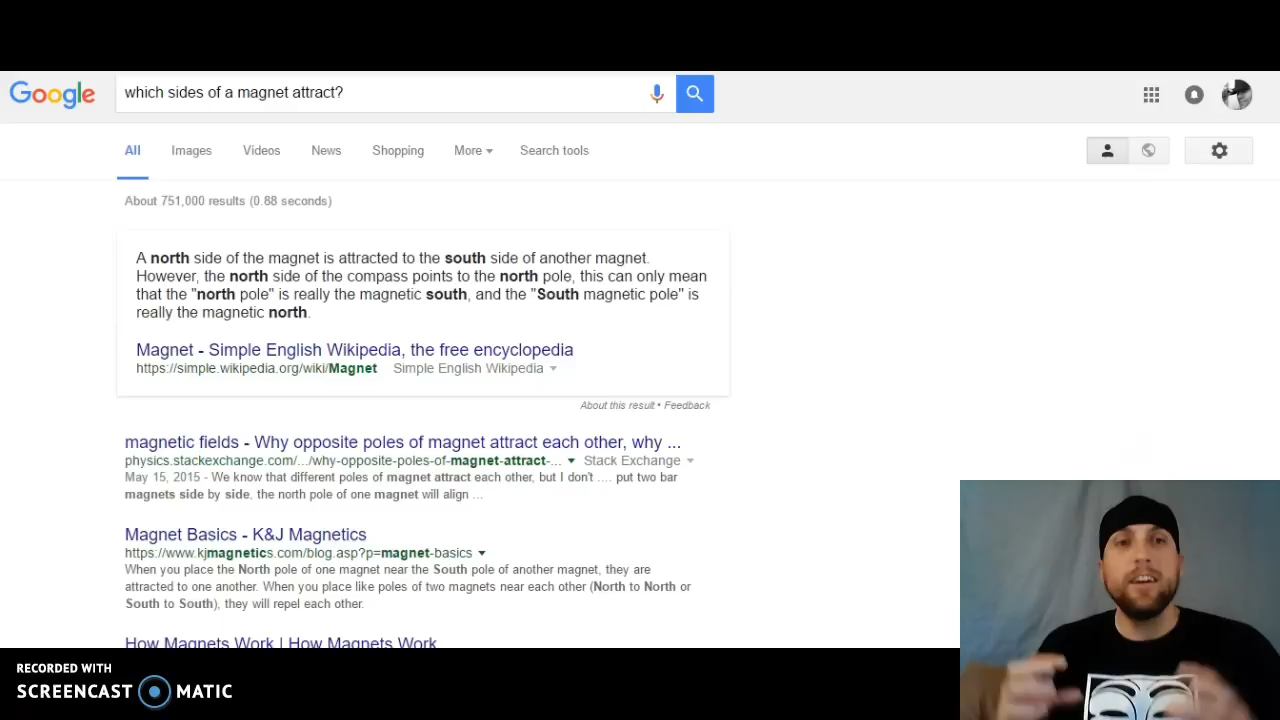 Google
which sides of a magnet attract?
All Images Videos News Shopping More Search tools
About 751,000 results (0.88 seconds)
A north side of the magnet is attracted to the south side of another magnet.
However, the north side of the compass points to the north pole, this can only mean
that the "north pole" is really the magnetic south, and the "South magnetic pole" is
really the magnetic north.
Magnet - Simple English Wikipedia, the free encyclopedia
https://simple.wikipedia.org/wiki/Magnet Simple English Wikipedia
About this result • Feedback
magnetic fields - Why opposite poles of magnet attract each other, why ...
physics.stackexchange.com/.../why-opposite-poles-of-magnet-attract-... Stack Exchange
May 15, 2015 - We know that different poles of magnet attract each other, but I don't .... put two bar
magnets side by side, the north pole of one magnet will align ...
Magnet Basics - K&J Magnetics
https://www.kjmagnetics.com/blog.asp?p=magnet-basics
When you place the North pole of one magnet near the South pole of another magnet, they are
attracted to one another. When you place like poles of two magnets near each other (North to North or
South to South), they will repel each other.
How Magnets Work | How Magnets Work
RECORDED WITH
SCREENCAST MATIC